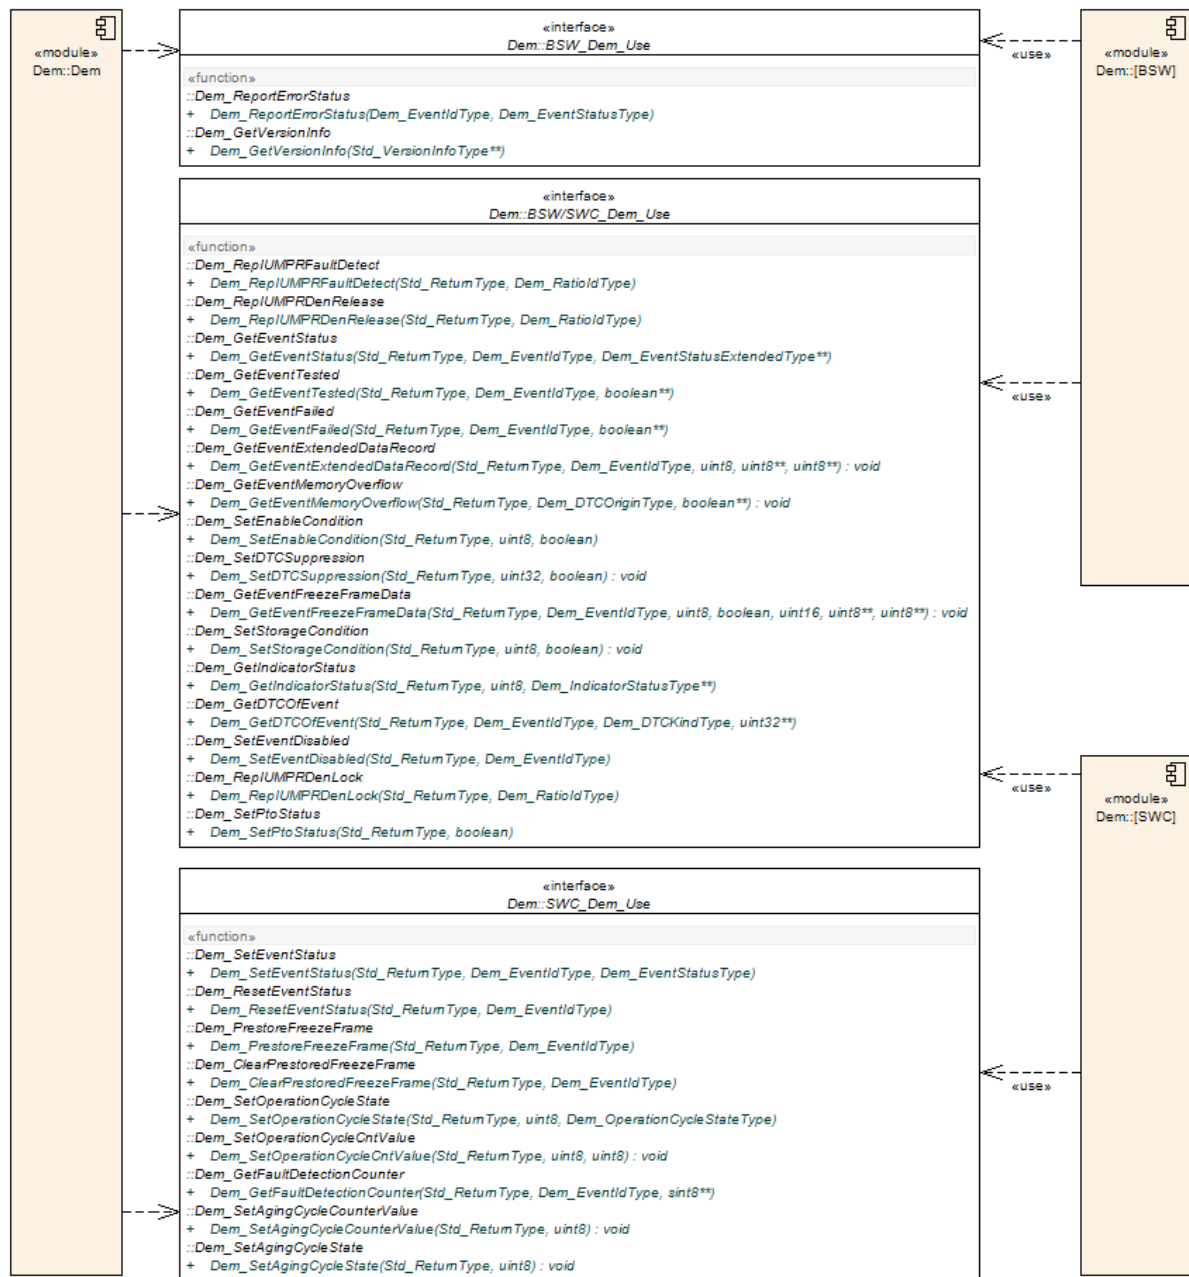 «module»
Dem::Dem
«interface»
Dem::BSW_Dem_Use
«function»
::Dem_ReportErrorStatus
+ Dem_ReportErrorStatus(Dem_EventIdType, Dem_EventStatusType)
::Dem_GetVersionInfo
+ Dem_GetVersionInfo(Std_VersionInfoType**)
«use»
«module»
Dem::[BSW]
«interface»
Dem::BSW/SWC_Dem_Use
«function»
::Dem_RepIUMPRFaultDetect
+ Dem_RepIUMPRFaultDetect(Std_ReturnType, Dem_RatioIdType)
::Dem_RepIUMPRDenRelease
+ Dem_RepIUMPRDenRelease(Std_ReturnType, Dem_RatioIdType)
::Dem_GetEventStatus
+ Dem_GetEventStatus(Std_ReturnType, Dem_EventIdType, Dem_EventStatusExtendedType**)
::Dem_GetEventTested
+ Dem_GetEventTested(Std_ReturnType, Dem_EventIdType, boolean**)
::Dem_GetEventFailed
+ Dem_GetEventFailed(Std_ReturnType, Dem_EventIdType, boolean**)
::Dem_GetEventExtendedDataRecord
+ Dem_GetEventExtendedDataRecord(Std_ReturnType, Dem_EventIdType, uint8, uint8**, uint8**) : void
::Dem_GetEventMemoryOverflow
+ Dem_GetEventMemoryOverflow(Std_ReturnType, Dem_DTCOriginType, boolean**) : void
::Dem_SetEnableCondition
+ Dem_SetEnableCondition(Std_ReturnType, uint8, boolean)
::Dem_SetDTCSuppression
+ Dem_SetDTCSuppression(Std_ReturnType, uint32, boolean) : void
::Dem_GetEventFreezeFrameData
+ Dem_GetEventFreezeFrameData(Std_ReturnType, Dem_EventIdType, uint8, boolean, uint16, uint8**, uint8**) : void
::Dem_SetStorageCondition
+ Dem_SetStorageCondition(Std_ReturnType, uint8, boolean) : void
::Dem_GetIndicatorStatus
+ Dem_GetIndicatorStatus(Std_ReturnType, uint8, Dem_IndicatorStatusType**)
::Dem_GetDTCOfEvent
+ Dem_GetDTCOfEvent(Std_ReturnType, Dem_EventIdType, Dem_DTCKindType, uint32**)
::Dem_SetEventDisabled
+ Dem_SetEventDisabled(Std_ReturnType, Dem_EventIdType)
::Dem_RepIUMPRDenLock
+ Dem_RepIUMPRDenLock(Std_ReturnType, Dem_RatioIdType)
::Dem_SetPtoStatus
+ Dem_SetPtoStatus(Std_ReturnType, boolean)
«use»
«use»
«module»
Dem::[SWC]
«interface»
Dem::SWC_Dem_Use
«function»
::Dem_SetEventStatus
+ Dem_SetEventStatus(Std_ReturnType, Dem_EventIdType, Dem_EventStatusType)
::Dem_ResetEventStatus
+ Dem_ResetEventStatus(Std_ReturnType, Dem_EventIdType)
::Dem_PrestoreFreezeFrame
+ Dem_PrestoreFreezeFrame(Std_ReturnType, Dem_EventIdType)
::Dem_ClearPrestoredFreezeFrame
+ Dem_ClearPrestoredFreezeFrame(Std_ReturnType, Dem_EventIdType)
::Dem_SetOperationCycleState
+ Dem_SetOperationCycleState(Std_ReturnType, uint8, Dem_OperationCycleStateType)
::Dem_SetOperationCycleCntValue
+ Dem_SetOperationCycleCntValue(Std_ReturnType, uint8, uint8) : void
::Dem_GetFaultDetectionCounter
+ Dem_GetFaultDetectionCounter(Std_ReturnType, Dem_EventIdType, sint8**)
::Dem_SetAgingCycleCounterValue
+ Dem_SetAgingCycleCounterValue(Std_ReturnType, uint8) : void
::Dem_SetAgingCycleState
+ Dem_SetAgingCycleState(Std_ReturnType, uint8) : void
«use»